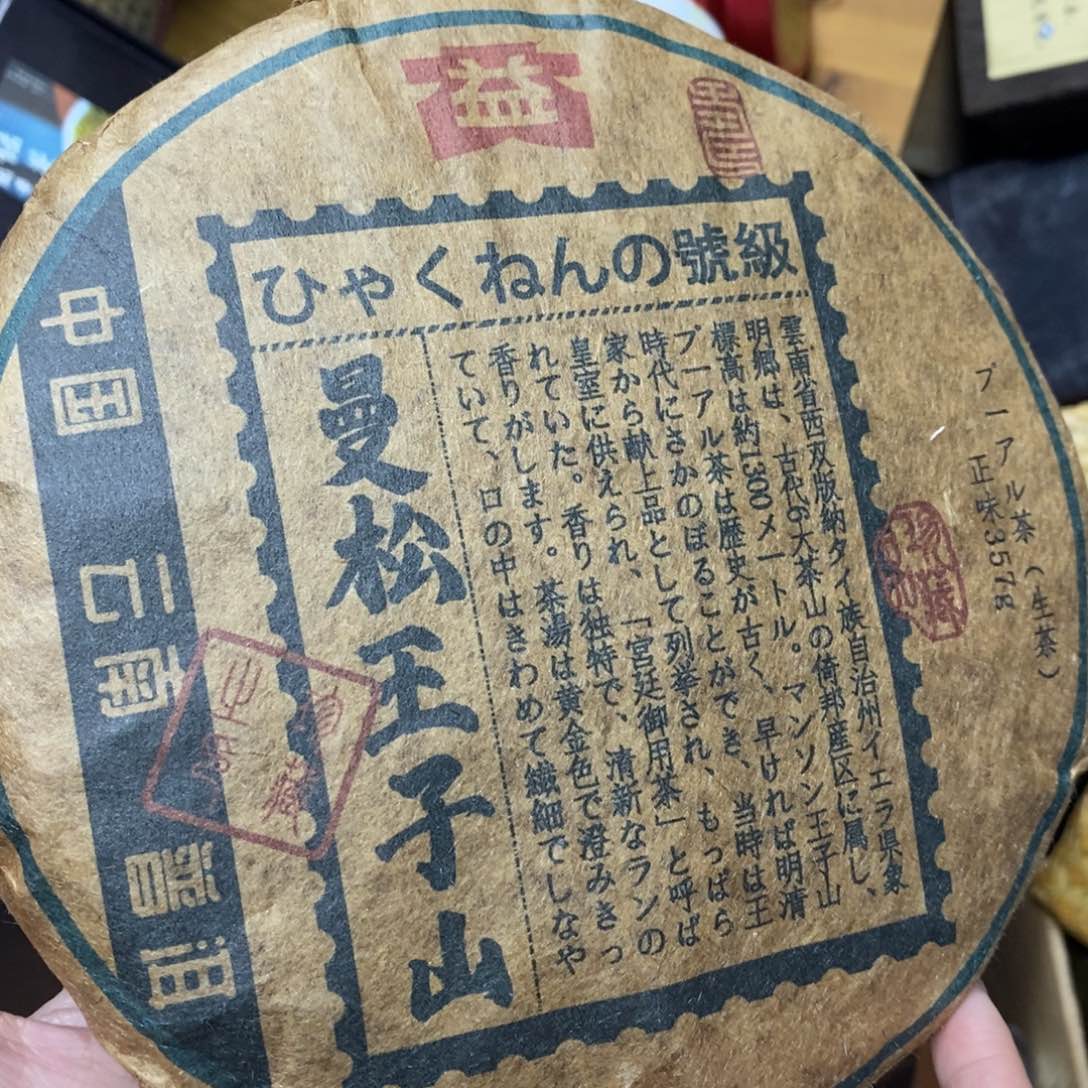 益
ひゃくねんの號級
雲南省西双版納タイ族自治州イエラ県象
明郷は、古代6大茶山の倚邦産区に属し、
標高は約1300メートル。マンソン王子山
プーアル茶は歴史が古く、早ければ明清
時代にさかのぼることができ、当時は王
家から献上品として列挙され、もっぱら
皇室に供えられ、「宮廷御用茶」と呼ば
れていた。香りは独特で、清新なランの
香りがします。茶湯は黄金色で澄みきっ
ていて、口の中はきわめて繊細でしなや
曼松王子山
プーアル茶(生茶)
正味357g
中国 云南 普洱